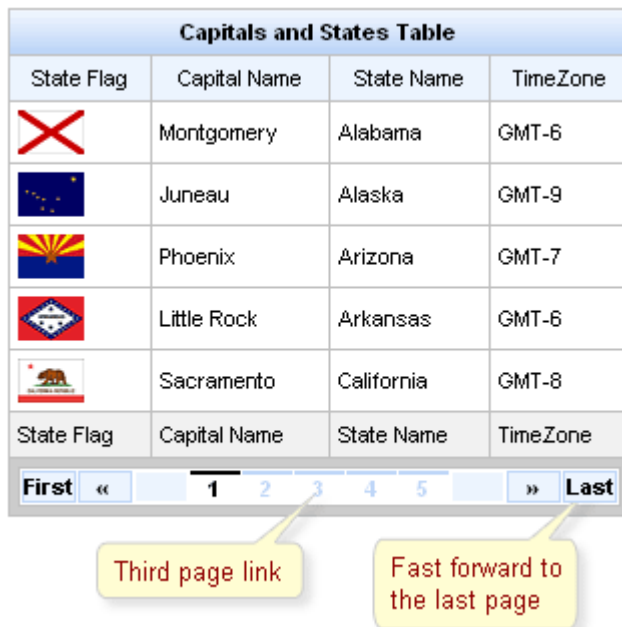 Capitals and States Table
State Flag Capital Name State Name TimeZone
Montgomery Alabama GMT-6
Juneau Alaska GMT-9
Phoenix Arizona GMT-7
Little Rock Arkansas GMT-6
Sacramento California GMT-8
State Flag Capital Name State Name TimeZone
First « 1 2 3 4 5 » Last
Third page link
Fast forward to
the last page